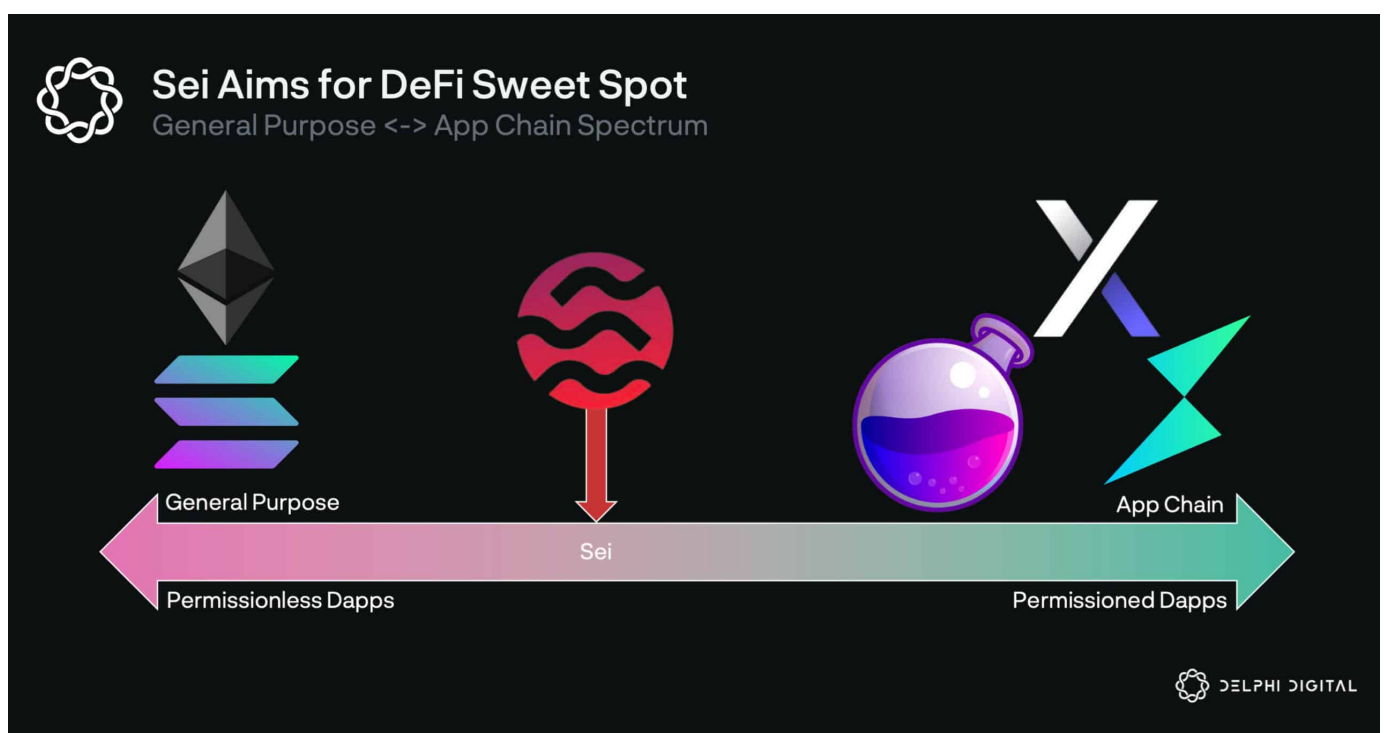 Sei Aims for DeFi Sweet Spot
General Purpose <-> App Chain Spectrum
General Purpose
App Chain
Sei
Permissionless Dapps
Permissioned Dapps
DELPHI DIGITAL